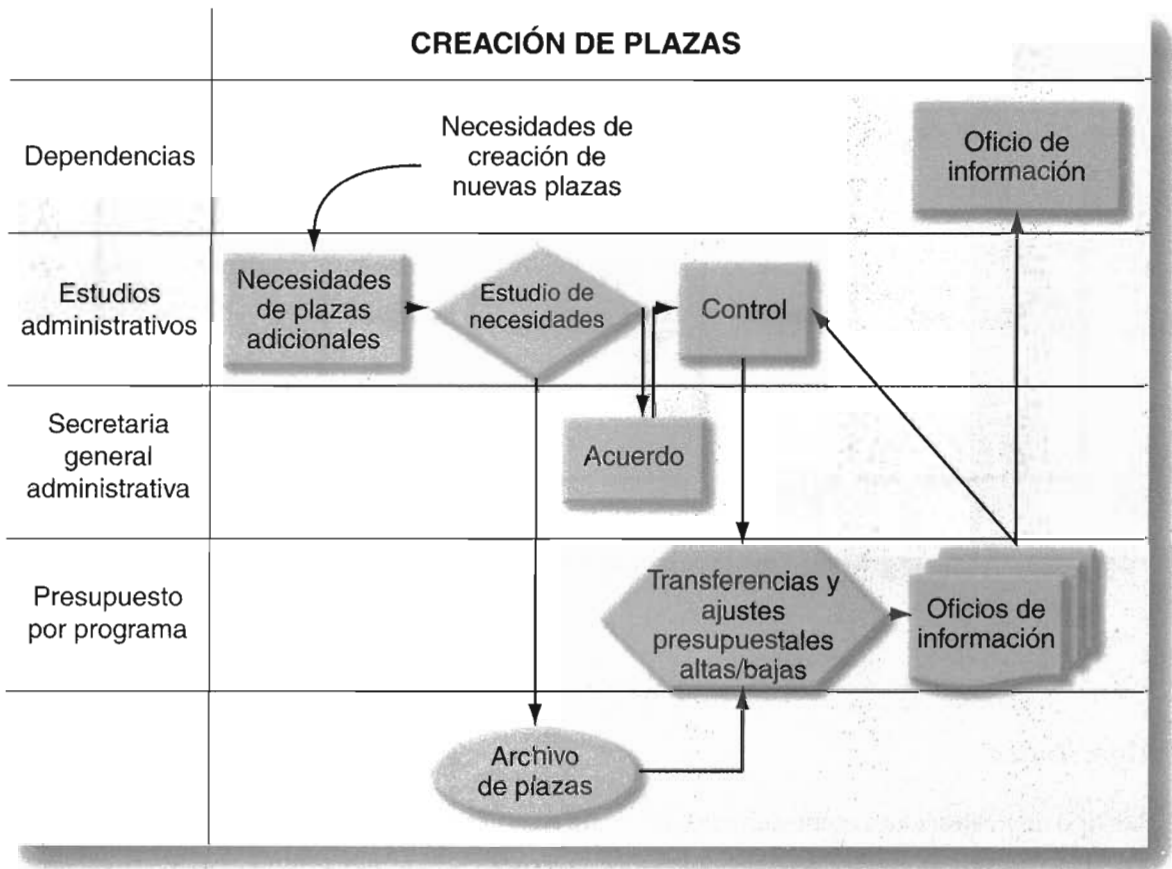 CREACIÓN DE PLAZAS
Dependencias
Necesidades de
creación de
nuevas plazas
Oficio de
información
Estudios
administrativos
Necesidades
de plazas
adicionales
Estudio de
necesidades
Control
Secretaria
general
administrativa
Acuerdo
Presupuesto
por programa
Transferencias y
ajustes
presupuestales
altas/bajas
Oficios de
información
Archivo
de plazas